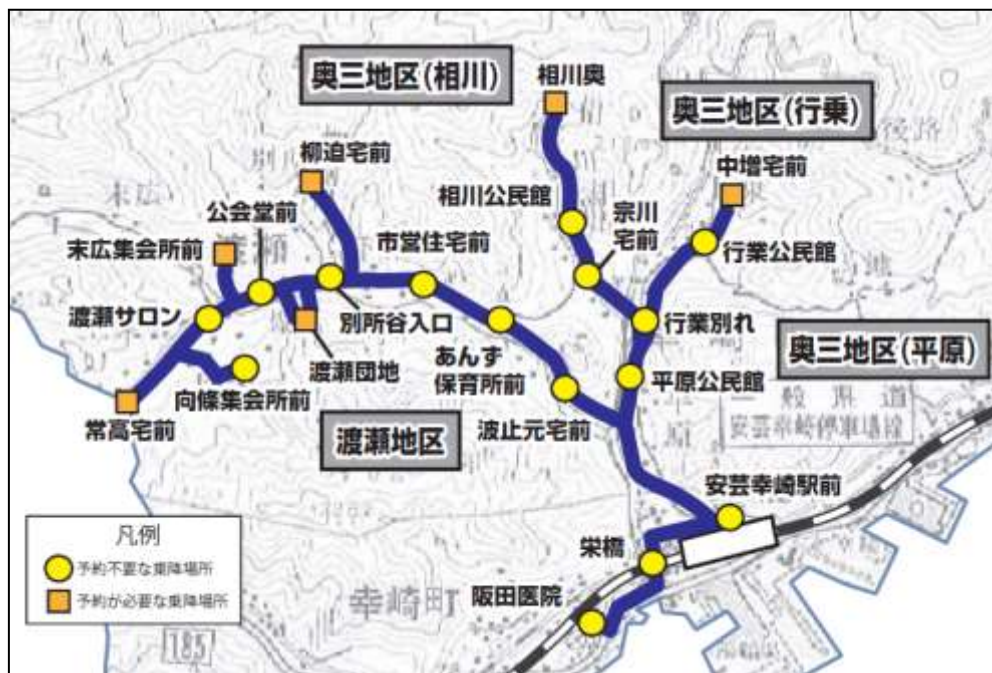 奥三地区(相川)
相川奥
奥三地区(行乗)
柳迫宅前
中増宅前
公会堂前
相川公民館
宗川
宅前
末広集会所前
市営住宅前
行業公民館
渡瀬サロン
別所谷入口
行業別れ
あんず
保育所前
奥三地区(平原)
渡瀬団地
平原公民館
向條集会所前
常高宅前
渡瀬地区
波止元宅前
一般県道
安芸幸崎停車場線
安芸幸崎駅前
凡例
予約不要な乗降場所
予約が必要な乗降場所
栄橋
阪田医院
幸崎町
185
末広
渡瀬